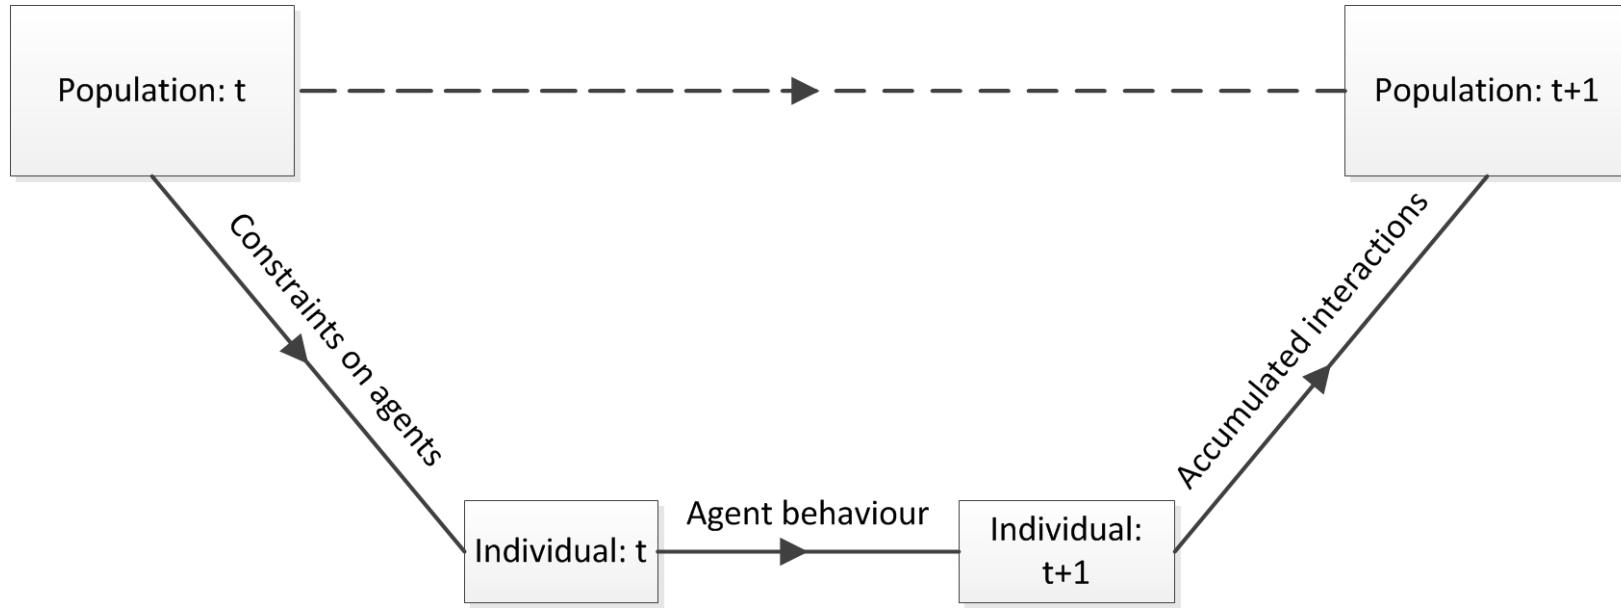 Population: t
Population: t+1
Constraints on agents
Accumulated interactions
Agent behaviour
Individual: t
Individual:
t+1